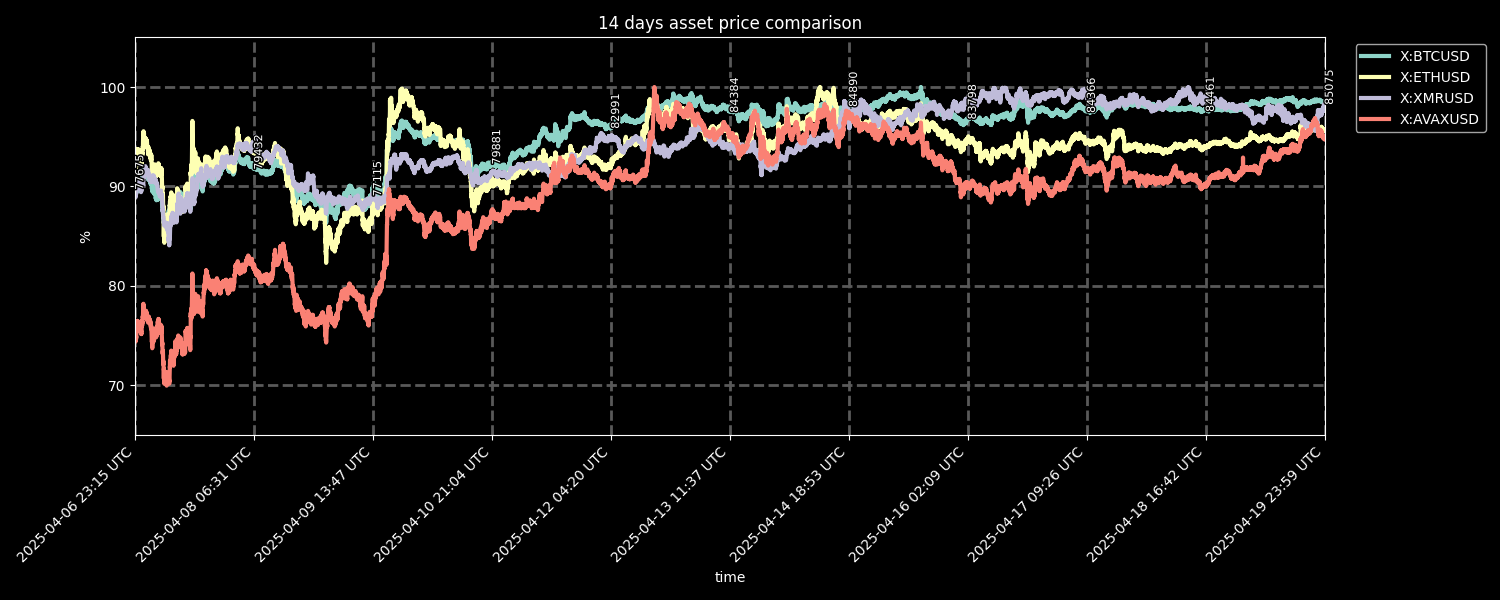 14 days asset price comparison
X:BTCUSD
X:ETHUSD
X:XMRUSD
X:AVAXUSD
100
90
80
70
%
77675
79432
77115
79881
82991
84384
84890
83798
84366
84461
85075
2025-04-06 23:15 UTC
2025-04-08 06:31 UTC
2025-04-09 13:47 UTC
2025-04-10 21:04 UTC
2025-04-12 04:20 UTC
2025-04-13 11:37 UTC
2025-04-14 18:53 UTC
2025-04-16 02:09 UTC
2025-04-17 09:26 UTC
2025-04-18 16:42 UTC
2025-04-19 23:59 UTC
time